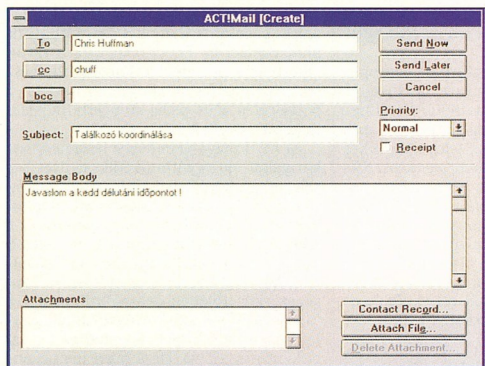 ACT!Mail [Create]
To Chris Huffman
cc chuff
bcc
Subject: Találkozó koordinálása
Send Now
Send Later
Cancel
Priority:
Normal
Receipt
Message Body
Javaslom a kedd délutáni időpontot !
Attachments
Contact Record...
Attach File...
Delete Attachment...